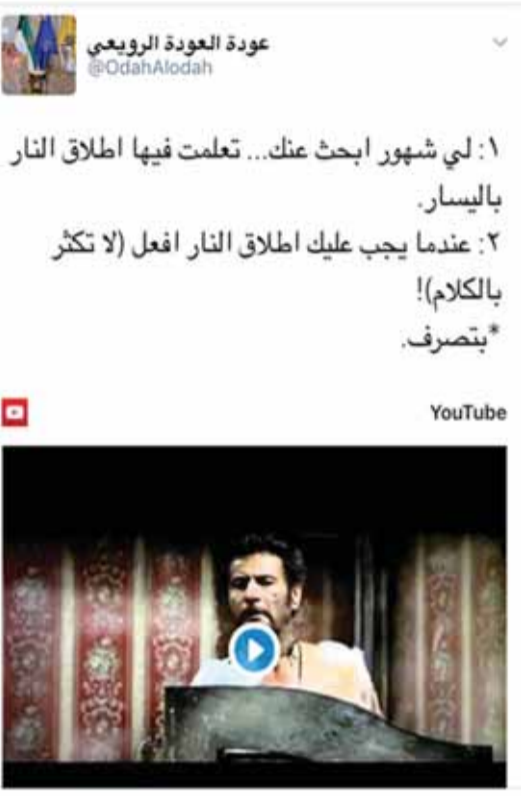 عودة العودة الرويعي
@OdahAlodah
١: لي شهور ابحث عنك... تعلمت فيها اطلاق النار
باليسار.
٢: عندما يجب عليك اطلاق النار افعل (لا تكثر
بالكلام)!
*بتصرف.
YouTube